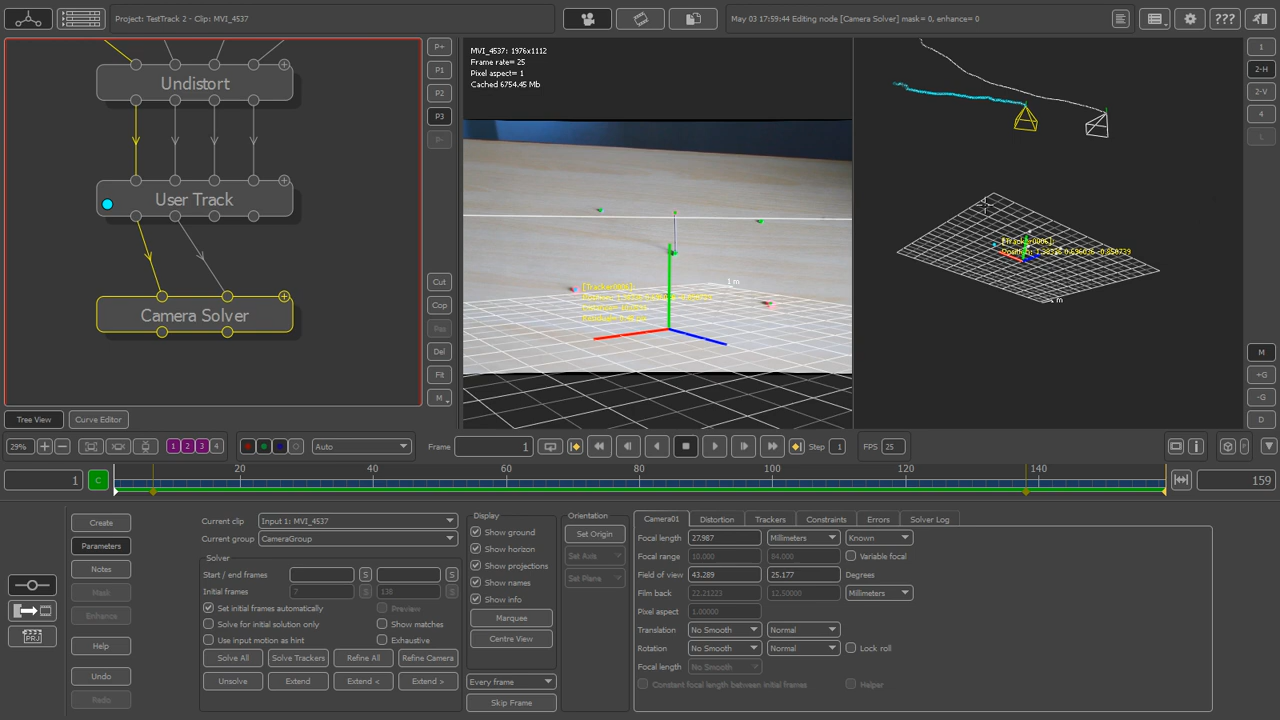 Project: TestTrack 2 - Clip: MVI_4537
May 03 17:59:44 Editing node [Camera Solver] mask= 0, enhance= 0
???
Undistort
User Track
Camera Solver
P+
P1
P2
P3
P-
Cut
Cop
Pas
Del
Fit
M
MVI_4537: 1976x1112
Frame rate= 25
Pixel aspect= 1
Cached 6754.45 Mb
1 m
[Tracker0006]
[Tracker0006]
1
2-H
2-V
4
M
+G
-G
D
Tree View
Curve Editor
29%
1
2
3
4
Auto
Frame
1
Step
1
FPS
25
i
P
1
C
20
40
60
80
100
120
140
159
Create
Parameters
Notes
Mask
Enhance
Help
Undo
Redo
PRJ
Current clip
Input 1: MVI_4537
Current group
CameraGroup
Solver
Start / end frames
S
S
Initial frames
7
S
138
S
Set initial frames automatically
Preview
Solve for initial solution only
Show matches
Use input motion as hint
Exhaustive
Solve All
Solve Trackers
Refine All
Refine Camera
Unsolve
Extend
Extend <
Extend >
Display
Show ground
Show horizon
Show projections
Show names
Show info
Marquee
Centre View
Every frame
Skip Frame
Orientation
Set Origin
Set Axis
Set Plane
Camera01
Distortion
Trackers
Constraints
Errors
Solver Log
Focal length
27.987
Millimeters
Known
Focal range
10.000
84.000
Variable focal
Field of view
43.289
25.177
Degrees
Film back
22.21223
12.50000
Millimeters
Pixel aspect
1.00000
Translation
No Smooth
Normal
Rotation
No Smooth
Normal
Lock roll
Focal length
No Smooth
Constant focal length between initial frames
Helper